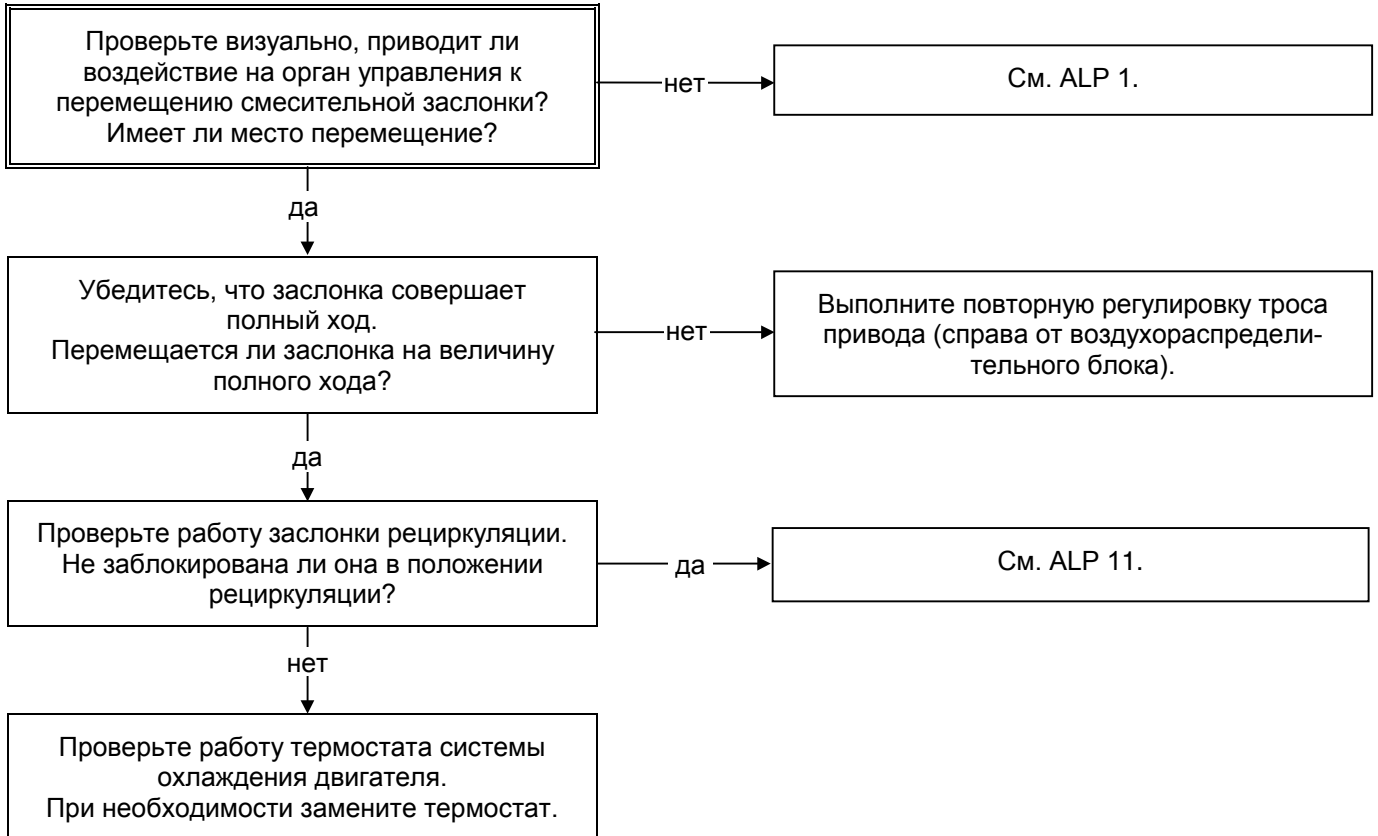 Проверьте визуально, приводит ли
воздействие на орган управления к
перемещению смесительной заслонки?
Имеет ли место перемещение?
нет
См. ALP 1.
да
Убедитесь, что заслонка совершает
полный ход.
Перемещается ли заслонка на величину
полного хода?
нет
Выполните повторную регулировку троса
привода (справа от воздухораспредели-
тельного блока).
да
Проверьте работу заслонки рециркуляции.
Не заблокирована ли она в положении
рециркуляции?
да
См. ALP 11.
нет
Проверьте работу термостата системы
охлаждения двигателя.
При необходимости замените термостат.